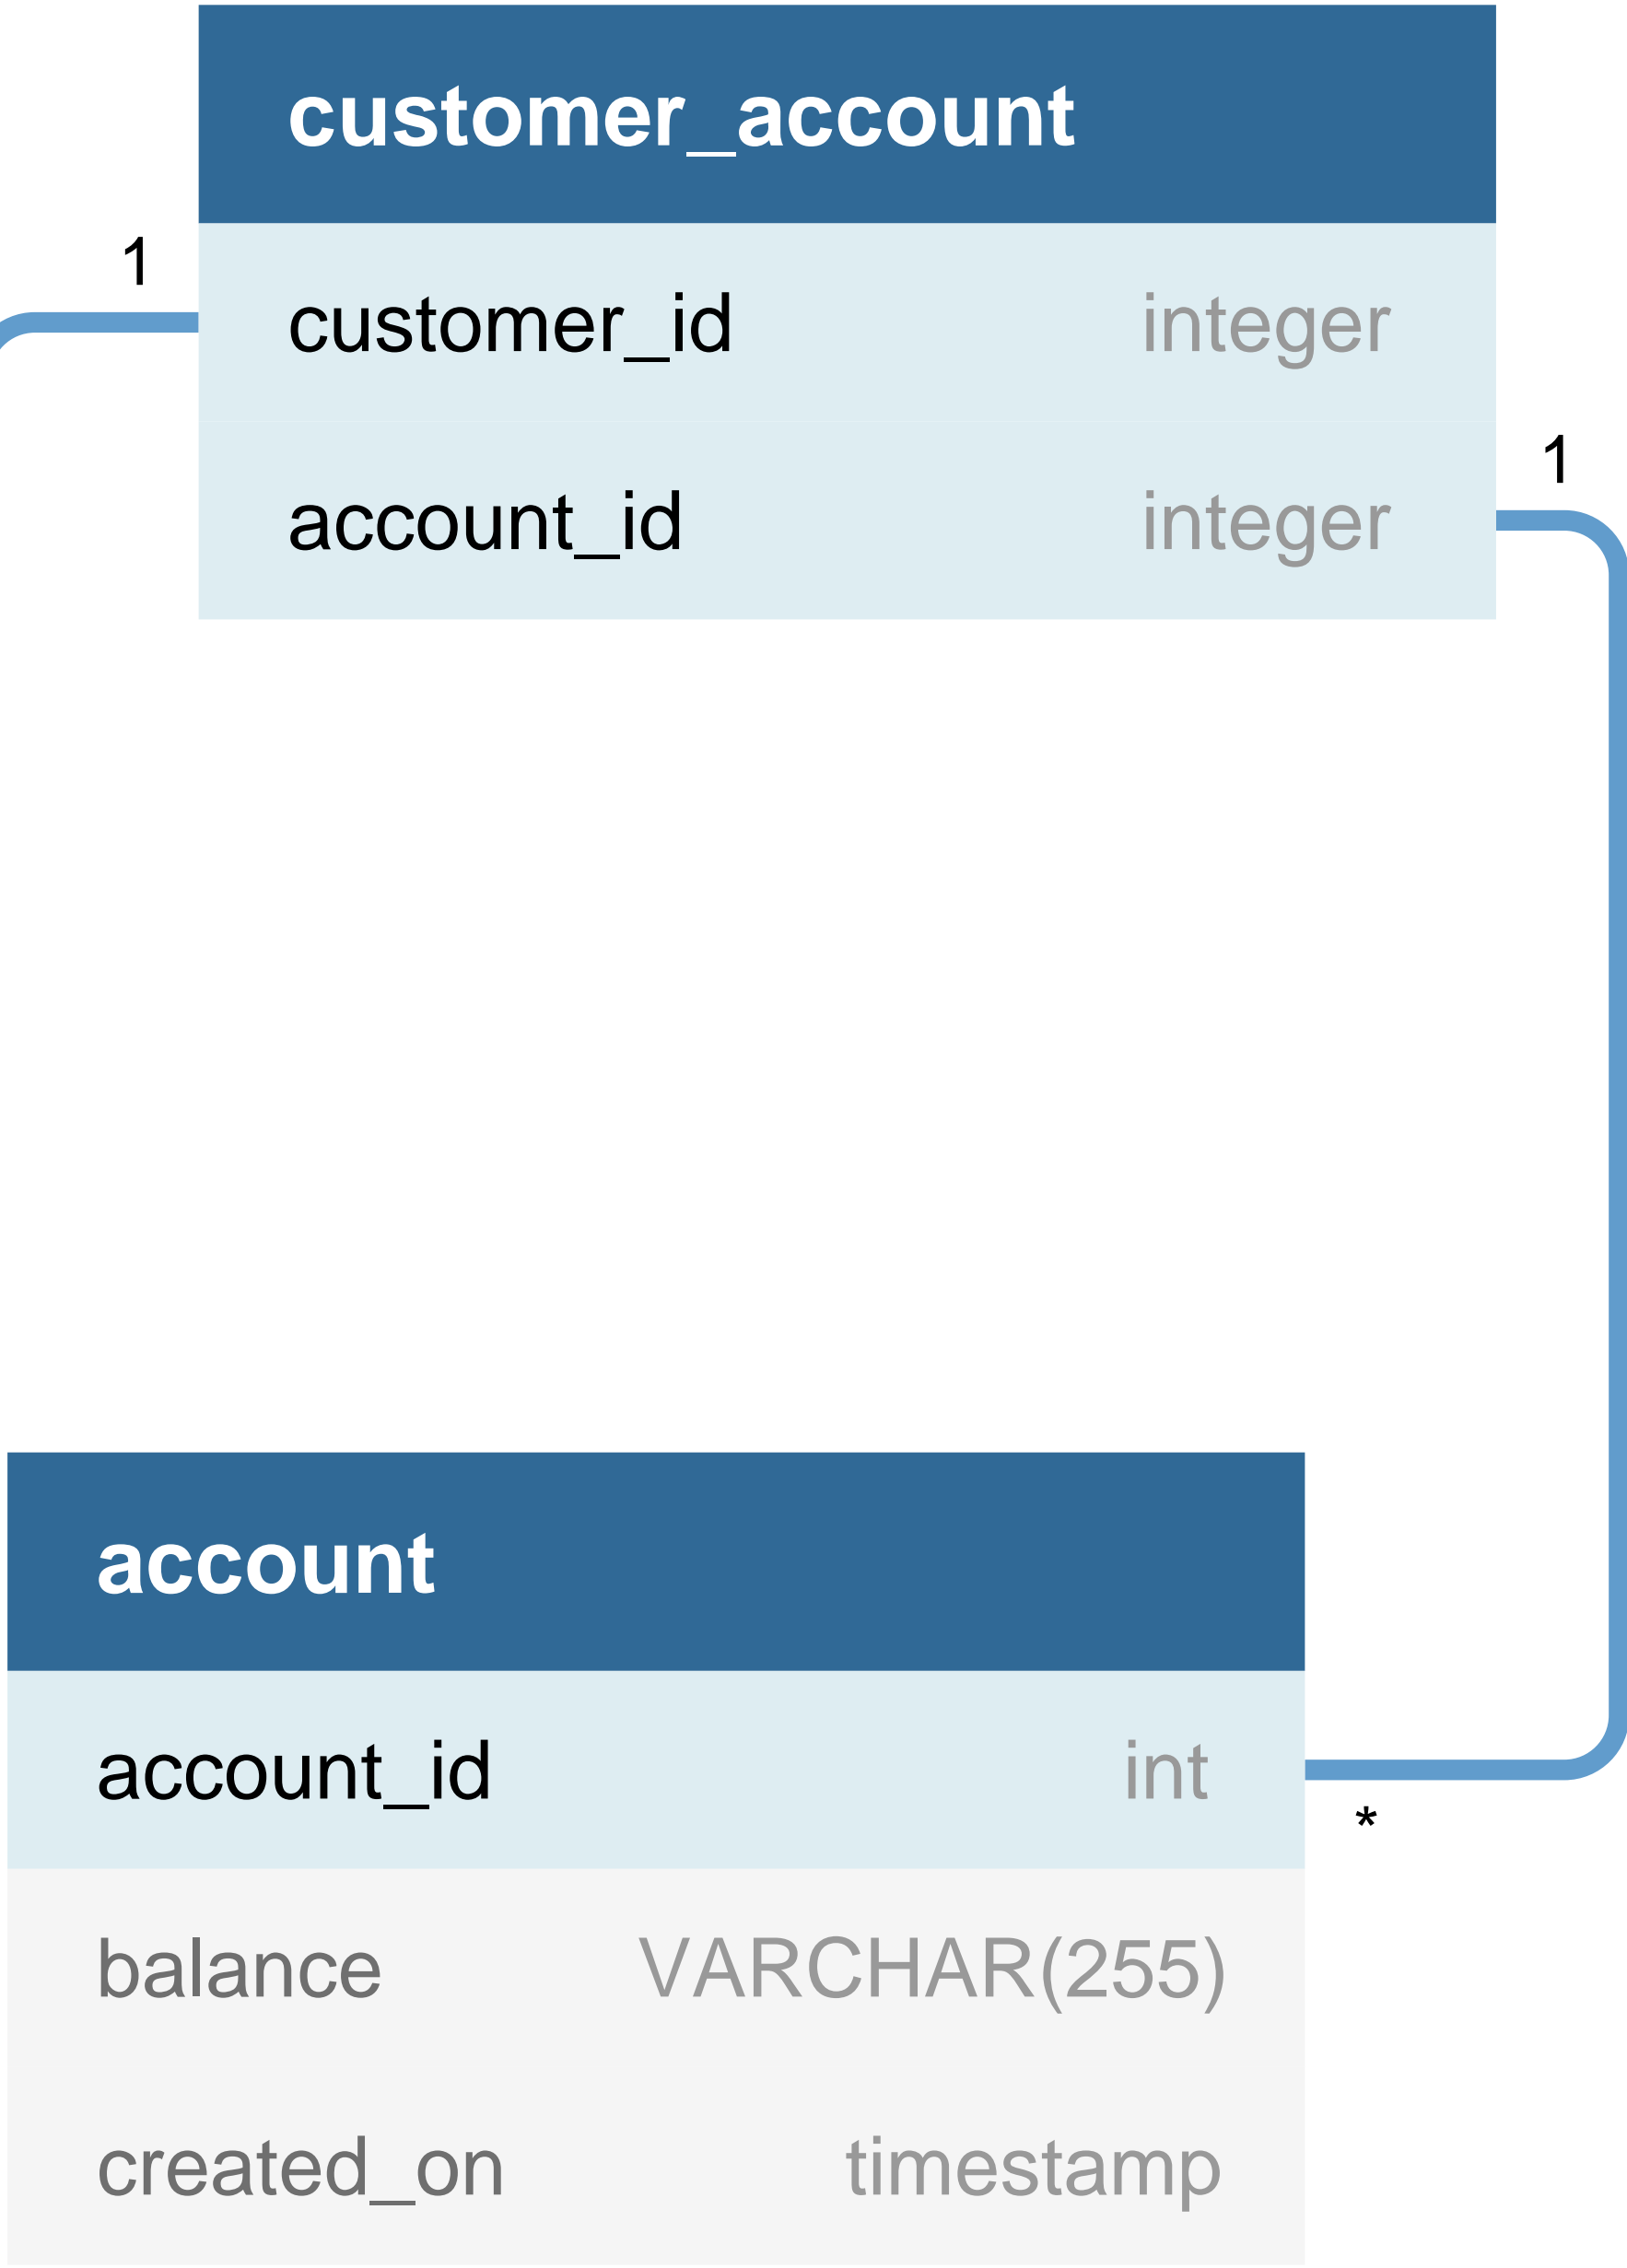 customer_account
1
customer_id integer
1
account_id integer
account
account_id int
*
balance VARCHAR(255)
created_on timestamp